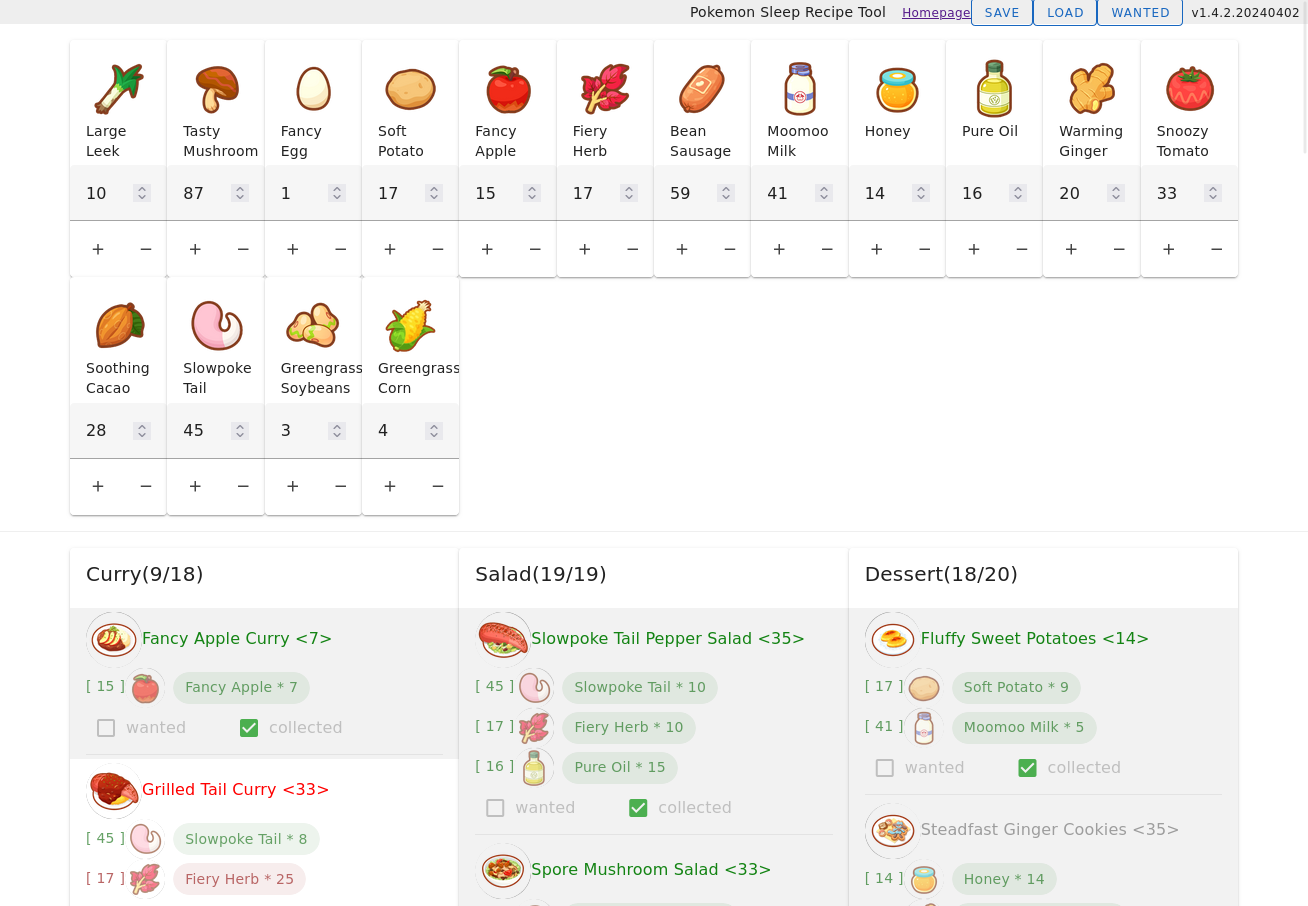 Pokemon Sleep Recipe Tool Homepage SAVE LOAD WANTED v1.4.2.20240402
Large Leek
Tasty Mushroom
Fancy Egg
Soft Potato
Fancy Apple
Fiery Herb
Bean Sausage
Moomoo Milk
Honey
Pure Oil
Warming Ginger
Snoozy Tomato
10 87 1 17 15 17 59 41 14 16 20 33
+ − + − + − + − + − + − + − + − + − + − + − + −
Soothing Cacao
Slowpoke Tail
Greengrass Soybeans
Greengrass Corn
28 45 3 4
+ − + − + − + −
Curry(9/18)
Fancy Apple Curry <7>
[ 15 ] Fancy Apple * 7
wanted collected
Grilled Tail Curry <33>
[ 45 ] Slowpoke Tail * 8
[ 17 ] Fiery Herb * 25
Salad(19/19)
Slowpoke Tail Pepper Salad <35>
[ 45 ] Slowpoke Tail * 10
[ 17 ] Fiery Herb * 10
[ 16 ] Pure Oil * 15
wanted collected
Spore Mushroom Salad <33>
Dessert(18/20)
Fluffy Sweet Potatoes <14>
[ 17 ] Soft Potato * 9
[ 41 ] Moomoo Milk * 5
wanted collected
Steadfast Ginger Cookies <35>
[ 14 ] Honey * 14